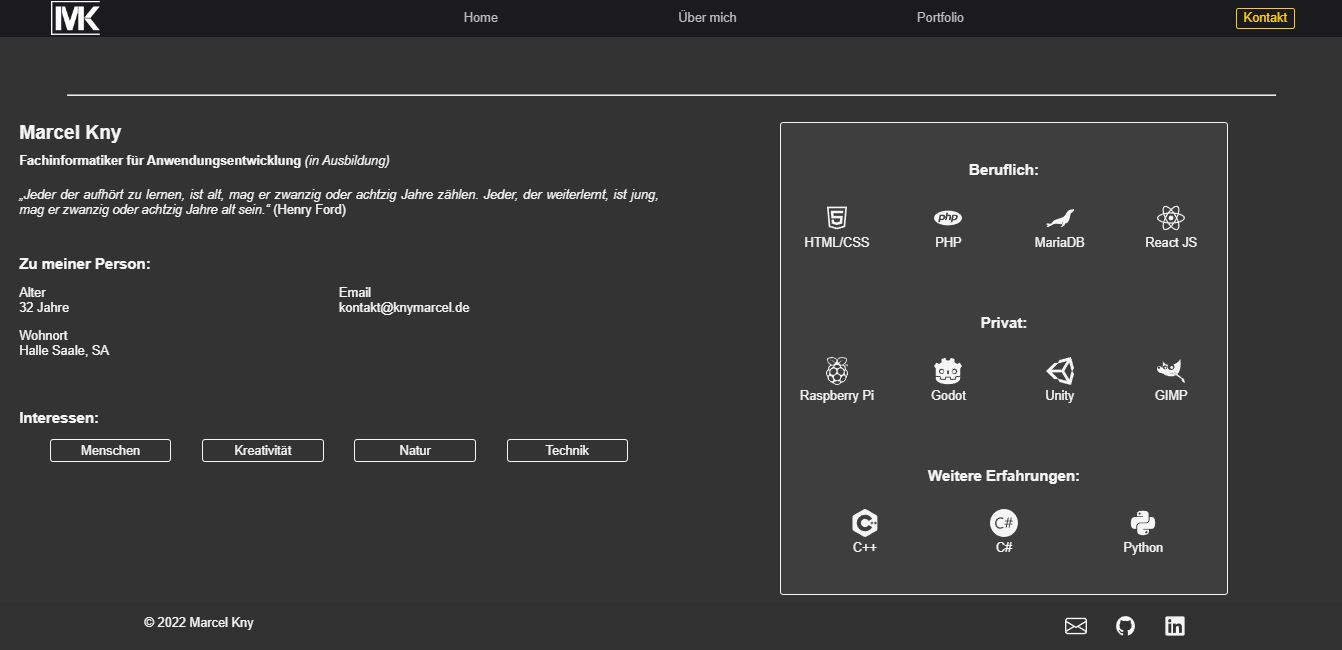 MK
Home
Über mich
Portfolio
Kontakt
Marcel Kny
Fachinformatiker für Anwendungsentwicklung (in Ausbildung)
„Jeder der aufhört zu lernen, ist alt, mag er zwanzig oder achtzig Jahre zählen. Jeder, der weiterlernt, ist jung,
mag er zwanzig oder achtzig Jahre alt sein.“ (Henry Ford)
Zu meiner Person:
Alter
32 Jahre
Email
kontakt@knymarcel.de
Wohnort
Halle Saale, SA
Interessen:
Menschen
Kreativität
Natur
Technik
Beruflich:
5
HTML/CSS
php
PHP
MariaDB
React JS
Privat:
Raspberry Pi
Godot
Unity
GIMP
Weitere Erfahrungen:
C++
C++
C#
C#
Python
© 2022 Marcel Kny
in